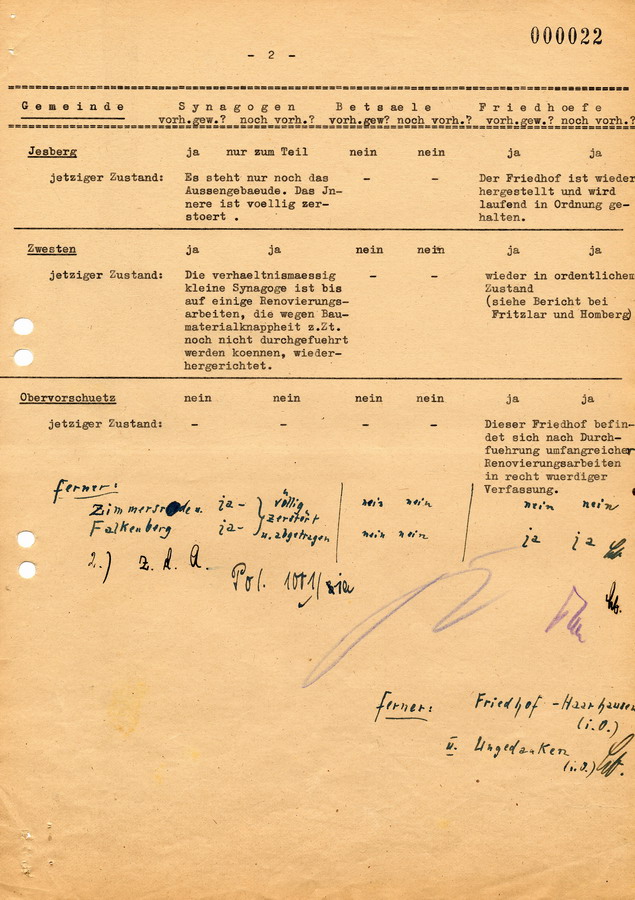 000022
- 2 -
Gemeinde Synagogen Betsaele Friedhoefe
vorh.gew.? noch vorh.? vorh.gew? noch vorh.? vorh.gew.? noch vorh.?
Jesberg ja nur zum Teil nein nein ja ja
jetziger Zustand: Es steht nur noch das - - Der Friedhof ist wieder
Aussengebaeude. Das Jn- hergestellt und wird
nere ist voellig zer- laufend in Ordnung ge-
stoert . halten.
Zwesten ja ja nein nein ja ja
jetziger Zustand: Die verhaeltnismaessig - - wieder in ordentlichem
kleine Synagoge ist bis Zustand
auf einige Renovierungs- (siehe Bericht bei
arbeiten, die wegen Bau- Fritzlar und Homberg)
materialknappheit z.Zt.
noch nicht durchgefuehrt
werden koennen, wieder-
hergerichtet.
Obervorschuetz nein nein nein nein ja ja
jetziger Zustand: - - - - Dieser Friedhof befin-
det sich nach Durch-
fuehrung umfangreicher
Renovierungsarbeiten
in recht wuerdiger
Verfassung.
ferner:
Zimmersrode u. ja - völlig nein nein nein nein
zerstört
Falkenberg ja - u. abgetragen nein nein ja ja
2.) z. d. A.
Pol. 1011/
ferner: Friedhof - Haarhausen
(i.O.)
u. Ungedanken
(i.O.)